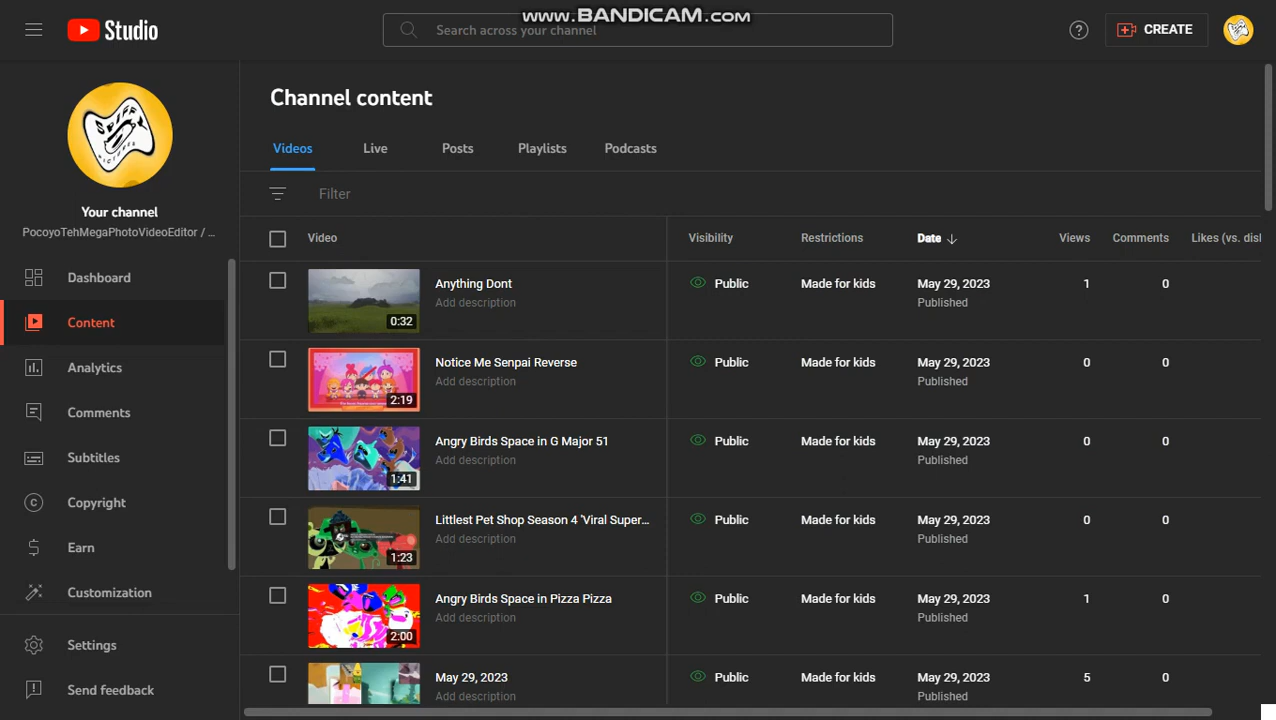 www.BANDICAM.com
Studio
Search across your channel
CREATE
Channel content
Videos
Live
Posts
Playlists
Podcasts
Filter
Your channel
PocoyoTehMegaPhotoVideoEditor / ...
Dashboard
Content
Analytics
Comments
Subtitles
Copyright
Earn
Customization
Settings
Send feedback
Video
Visibility
Restrictions
Date
Views
Comments
Likes (vs. disl
0:32
Anything Dont
Add description
Public
Made for kids
May 29, 2023
Published
1
0
2:19
Notice Me Senpai Reverse
Add description
Public
Made for kids
May 29, 2023
Published
0
0
1:41
Angry Birds Space in G Major 51
Add description
Public
Made for kids
May 29, 2023
Published
0
0
1:23
Littlest Pet Shop Season 4 'Viral Super...
Add description
Public
Made for kids
May 29, 2023
Published
0
0
2:00
Angry Birds Space in Pizza Pizza
Add description
Public
Made for kids
May 29, 2023
Published
1
0
May 29, 2023
Add description
Public
Made for kids
May 29, 2023
Published
5
0